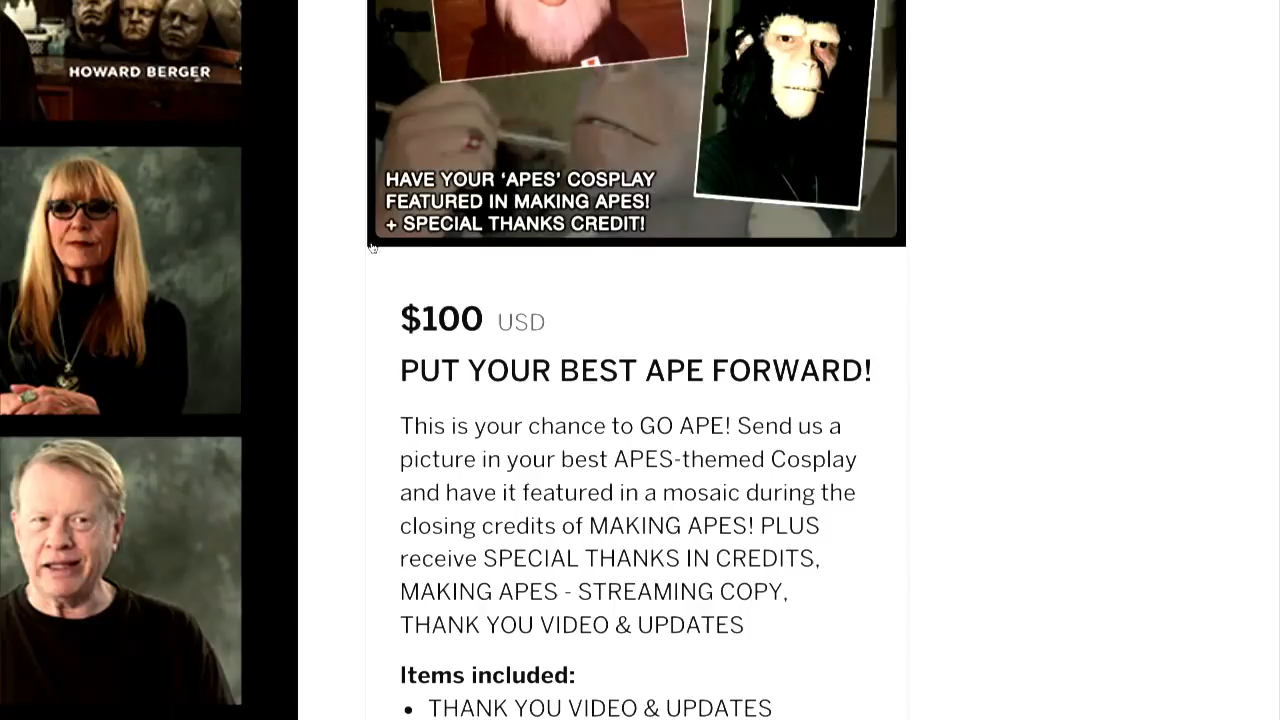 HOWARD BERGER
HAVE YOUR ‘APES’ COSPLAY
FEATURED IN MAKING APES!
+ SPECIAL THANKS CREDIT!
$100 USD
PUT YOUR BEST APE FORWARD!
This is your chance to GO APE! Send us a
picture in your best APES-themed Cosplay
and have it featured in a mosaic during the
closing credits of MAKING APES! PLUS
receive SPECIAL THANKS IN CREDITS,
MAKING APES - STREAMING COPY,
THANK YOU VIDEO & UPDATES
Items included:
• THANK YOU VIDEO & UPDATES